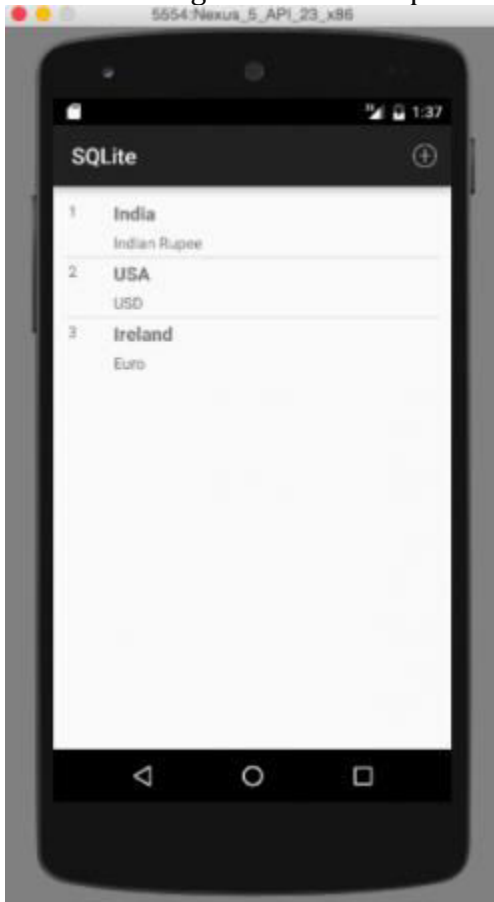 5554:Nexus_5_API_23_x86
1:37
SQLite
1
India
Indian Rupee
2
USA
USD
3
Ireland
Euro